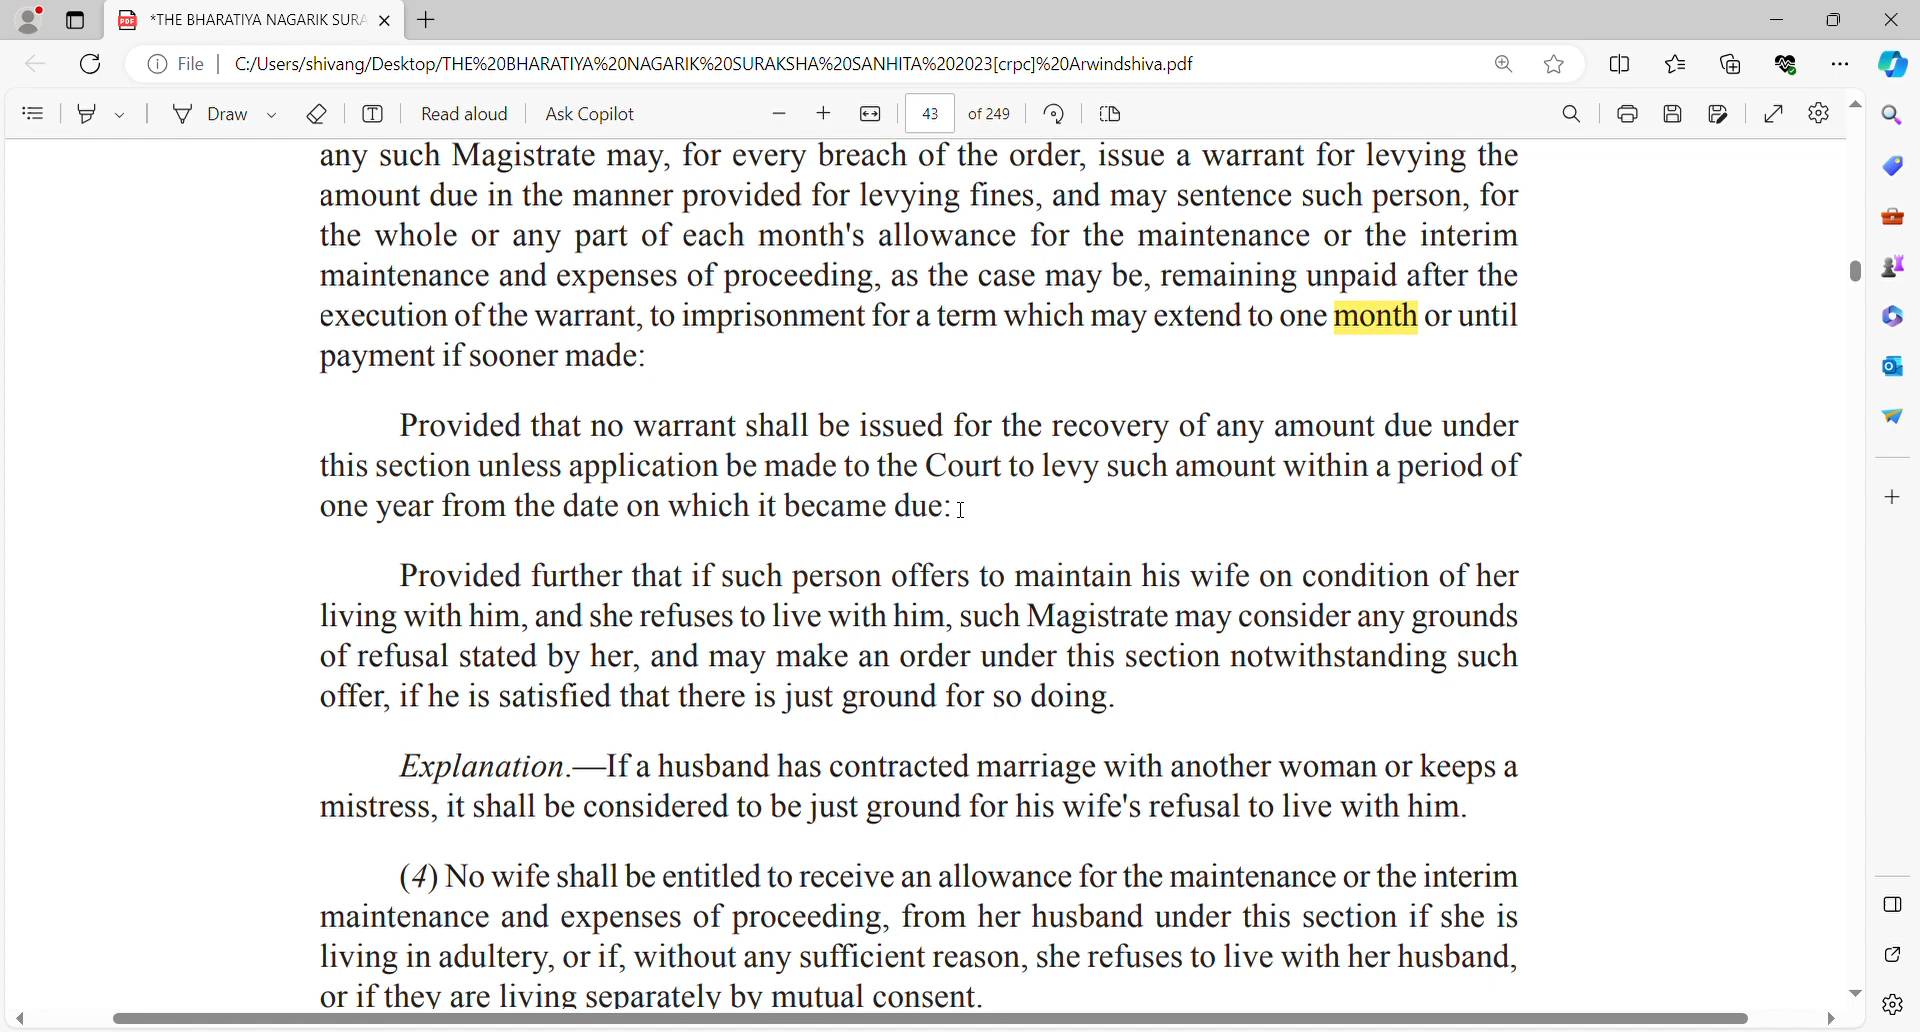 *THE BHARATIYA NAGARIK SURA
File
C:/Users/shivang/Desktop/THE%20BHARATIYA%20NAGARIK%20SURAKSHA%20SANHITA%202023[crpc]%20Arwindshiva.pdf
Draw
Read aloud
Ask Copilot
43
of 249
any such Magistrate may, for every breach of the order, issue a warrant for levying the
amount due in the manner provided for levying fines, and may sentence such person, for
the whole or any part of each month's allowance for the maintenance or the interim
maintenance and expenses of proceeding, as the case may be, remaining unpaid after the
execution of the warrant, to imprisonment for a term which may extend to one month or until
payment if sooner made:
Provided that no warrant shall be issued for the recovery of any amount due under
this section unless application be made to the Court to levy such amount within a period of
one year from the date on which it became due:
Provided further that if such person offers to maintain his wife on condition of her
living with him, and she refuses to live with him, such Magistrate may consider any grounds
of refusal stated by her, and may make an order under this section notwithstanding such
offer, if he is satisfied that there is just ground for so doing.
Explanation.—If a husband has contracted marriage with another woman or keeps a
mistress, it shall be considered to be just ground for his wife's refusal to live with him.
(4) No wife shall be entitled to receive an allowance for the maintenance or the interim
maintenance and expenses of proceeding, from her husband under this section if she is
living in adultery, or if, without any sufficient reason, she refuses to live with her husband,
or if they are living separately by mutual consent.